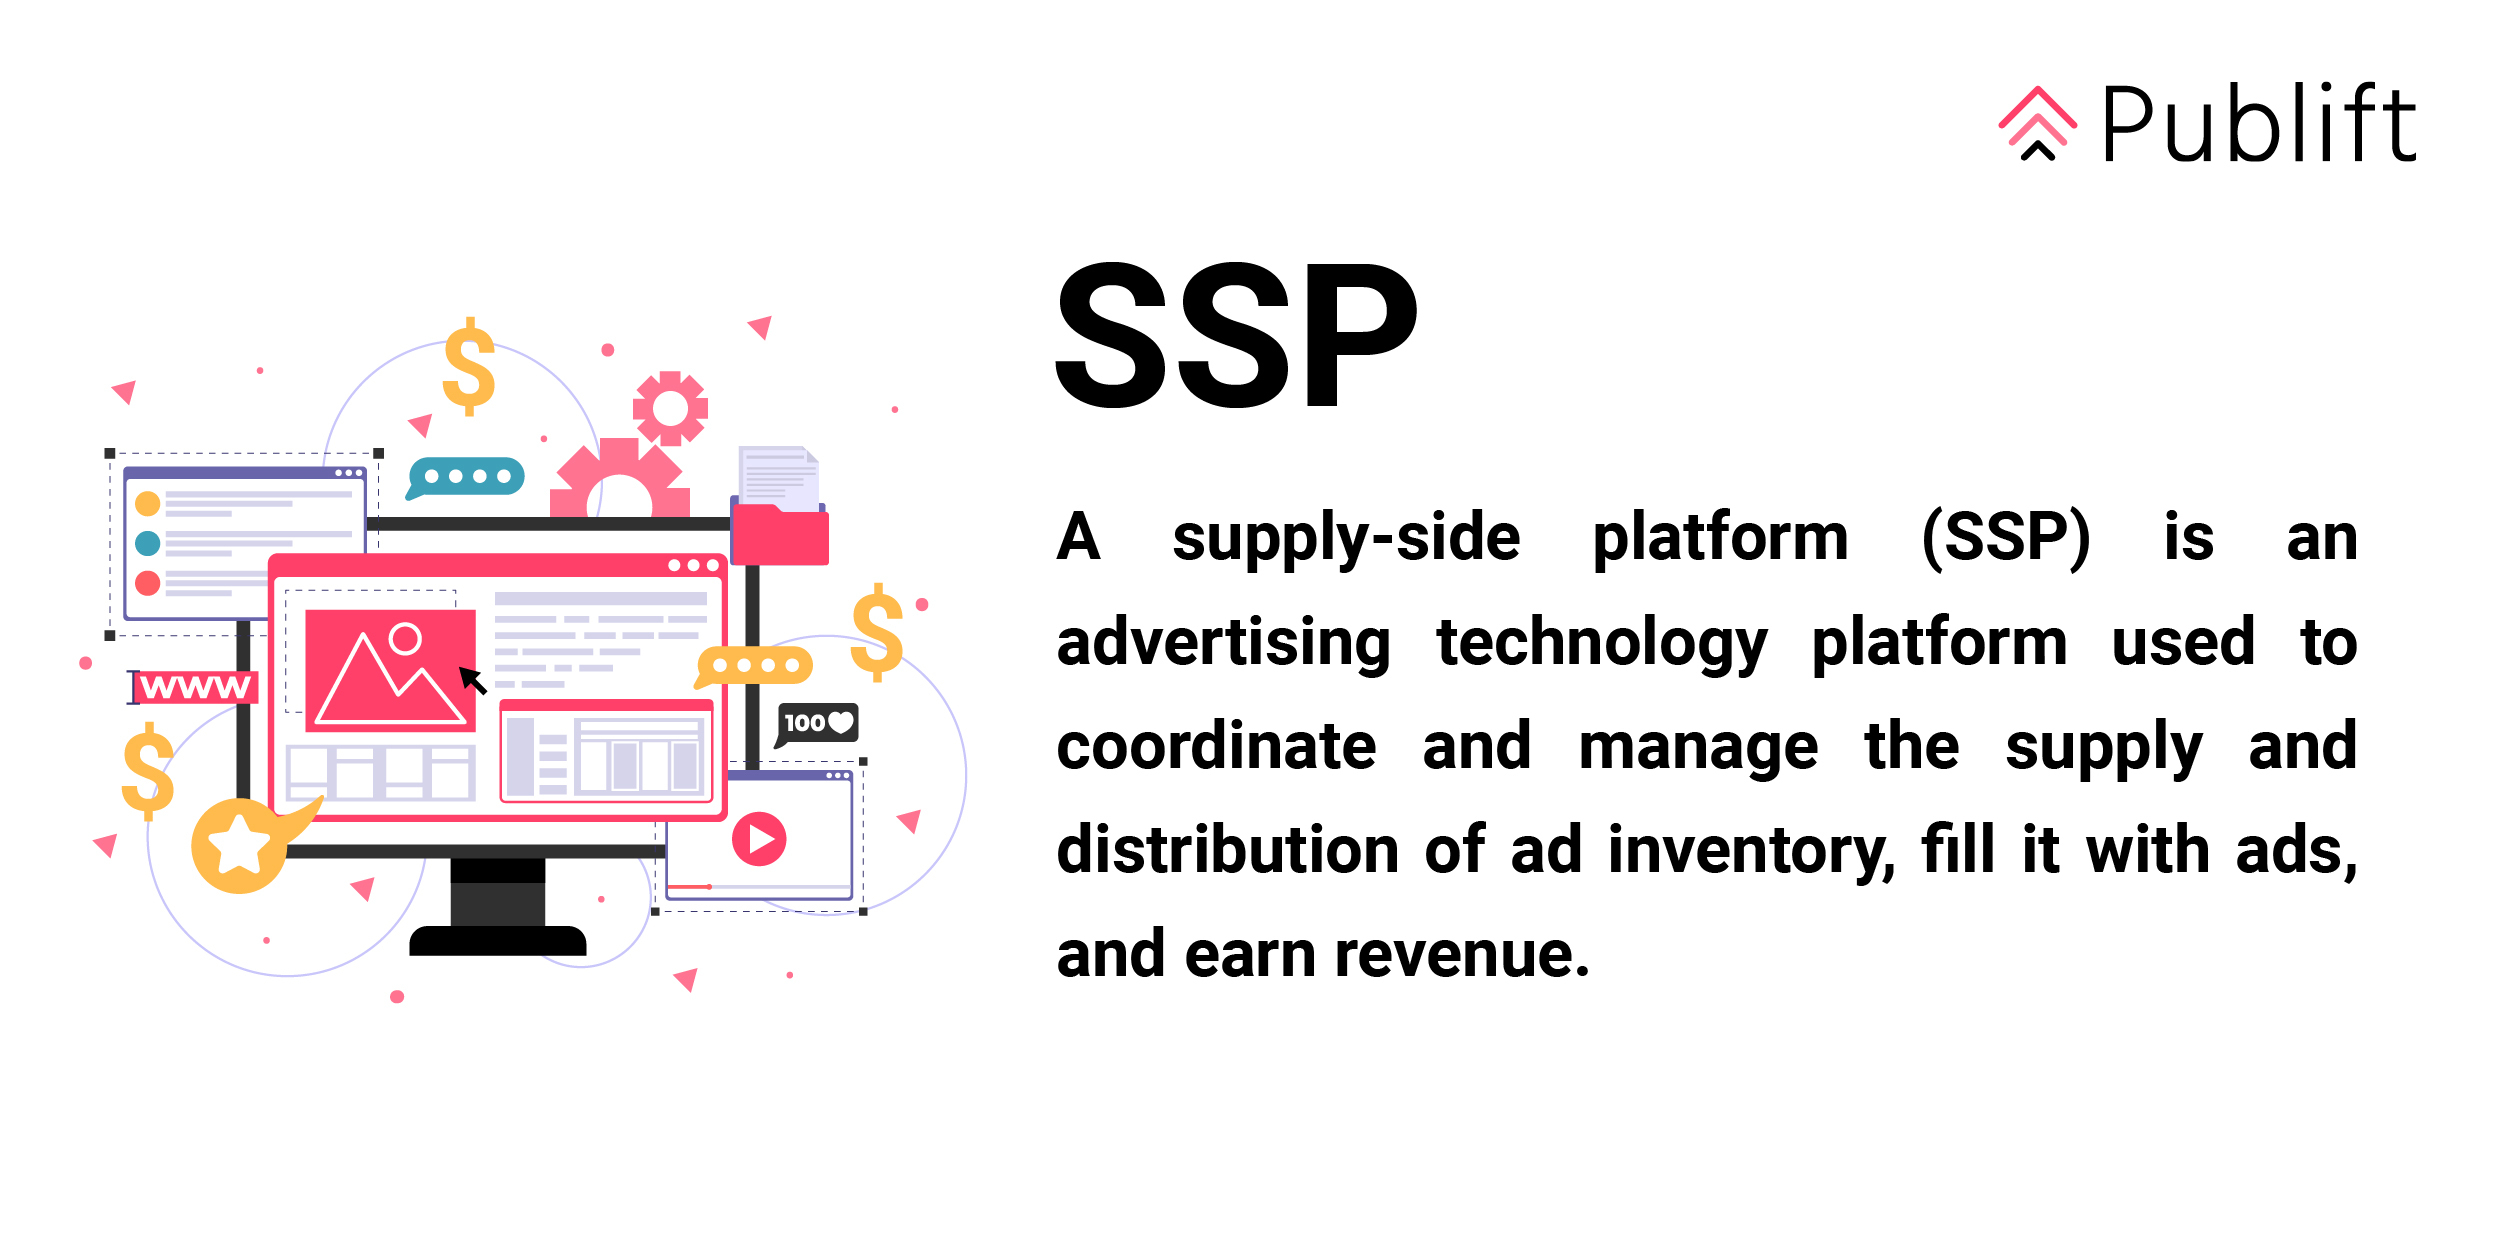 Publift
SSP
A supply-side platform (SSP) is an
advertising technology platform used to
coordinate and manage the supply and
distribution of ad inventory, fill it with ads,
and earn revenue.
WWW
100